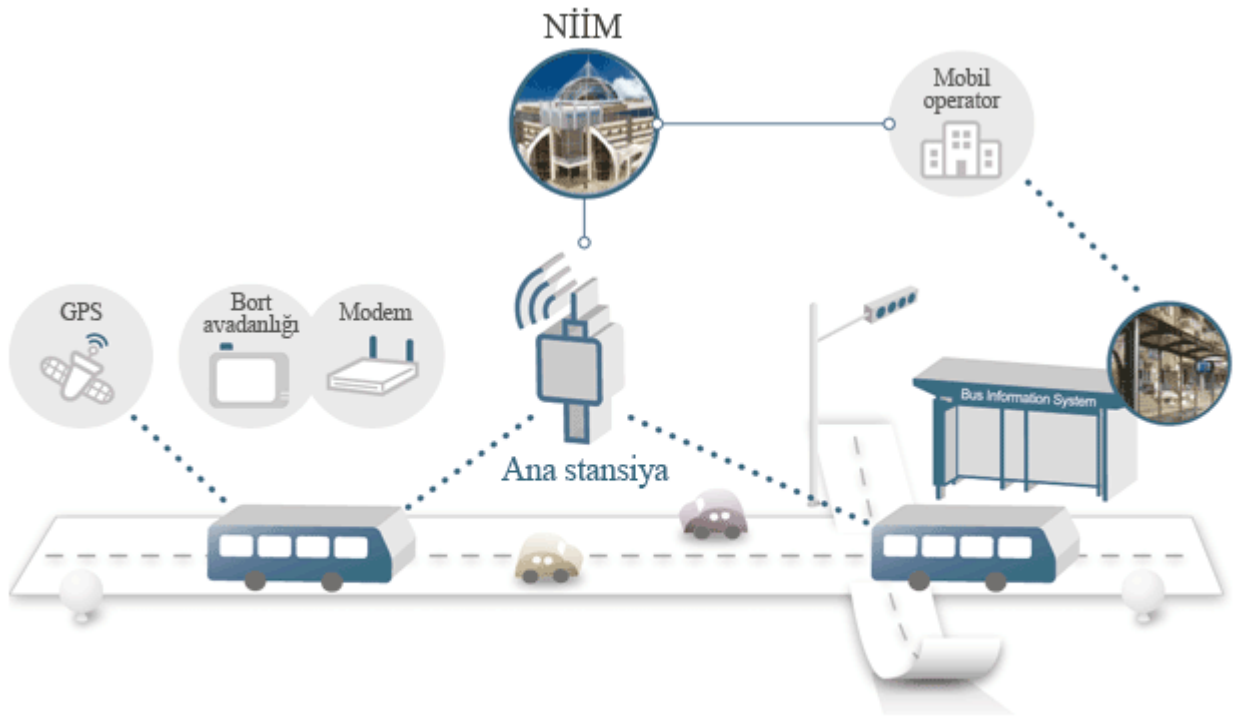 NİİM
Mobil
operator
GPS
Bort
avadanlığı
Modem
Bus Information System
Ana stansiya